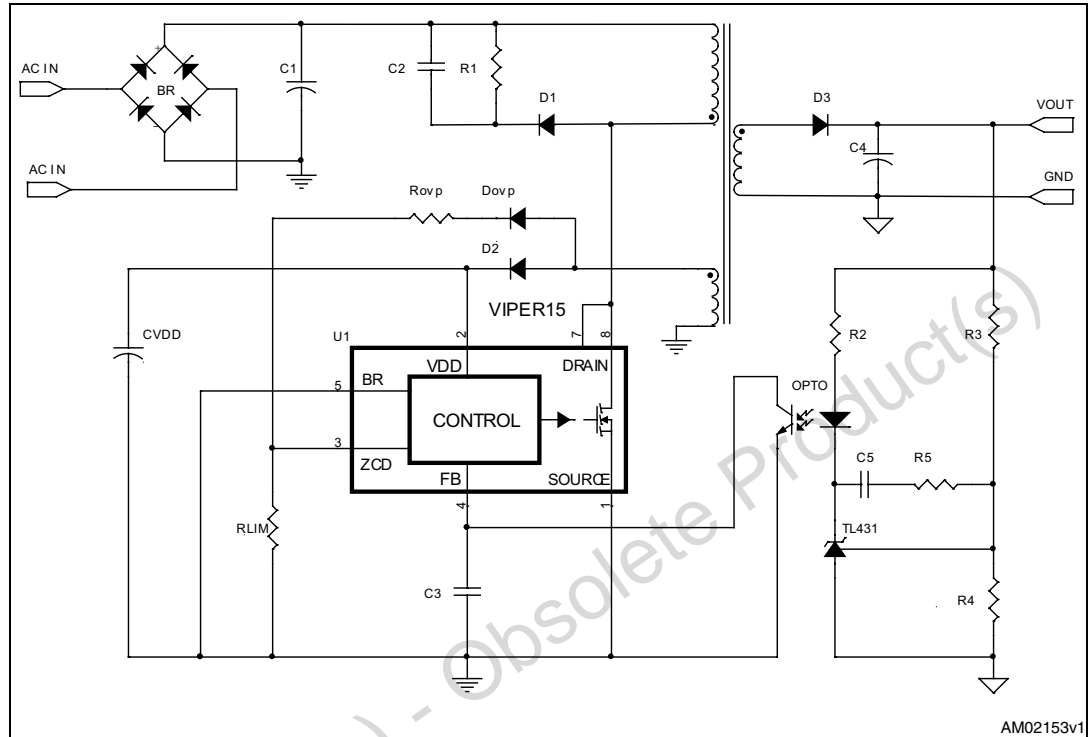 AC IN
BR
+
-
AC IN
C1
C2
R1
D1
D3
VOUT
C4
GND
Rovp
Dovp
D2
VIPER15
CVDD
U1
2
7
8
VDD
DRAIN
5
BR
CONTROL
3
ZCD
FB
SOURCE
4
1
RLIM
C3
OPTO
R2
R3
C5
R5
TL431
R4
) - Obsolete Product(s)
AM02153v1